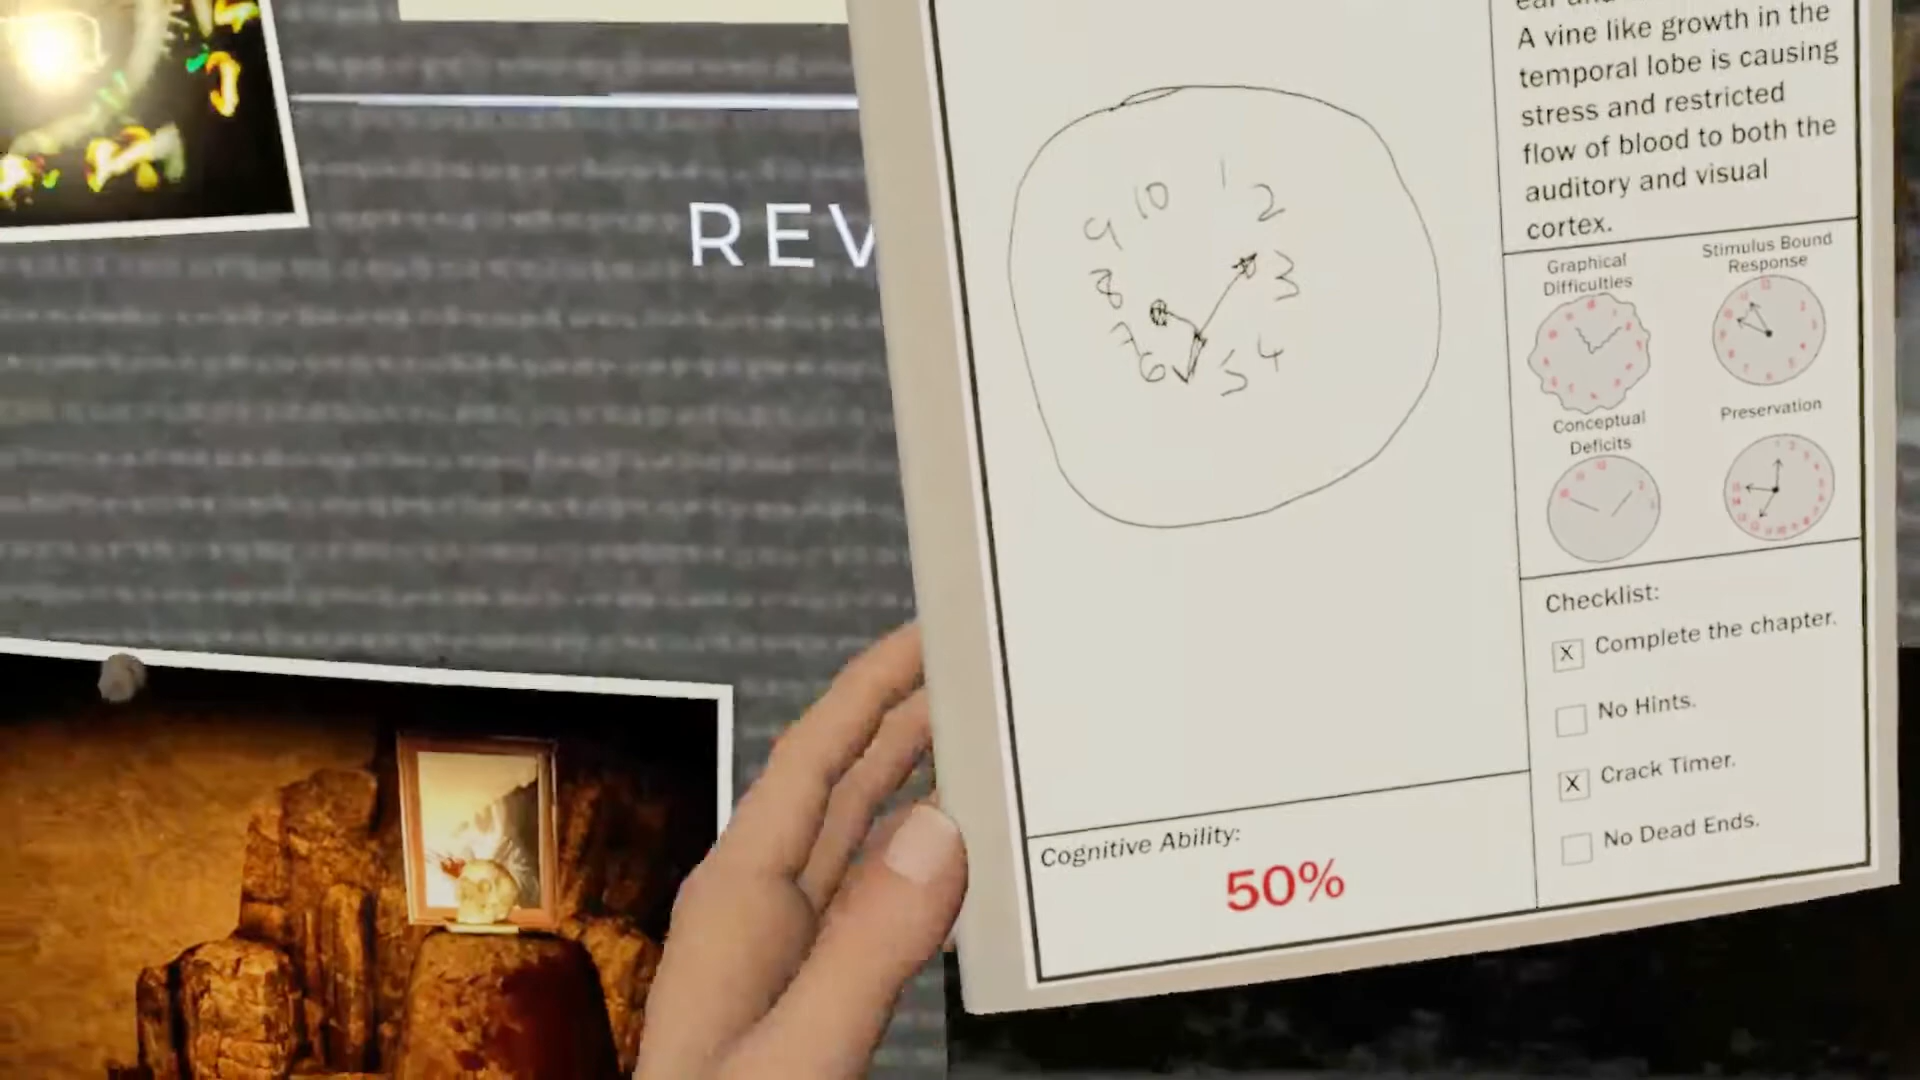 REV
A vine like growth in the
temporal lobe is causing
stress and restricted
flow of blood to both the
auditory and visual
cortex.
10 1
9 2
8 3
7 4
6 5
Graphical
Difficulties
Stimulus Bound
Response
Conceptual
Deficits
Preservation
Checklist:
X Complete the chapter.
No Hints.
X Crack Timer.
No Dead Ends.
Cognitive Ability:
50%